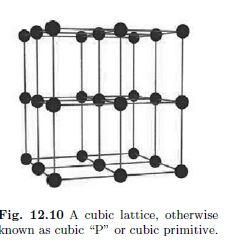 Fig. 12.10 A cubic lattice, otherwise
known as cubic “P” or cubic primitive.